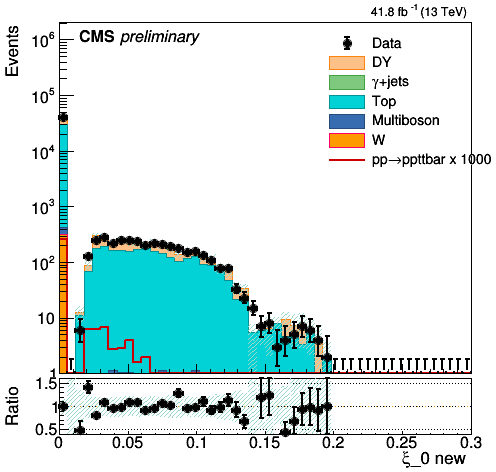 41.8 fb⁻¹ (13 TeV)
CMS preliminary
Events
10⁶
10⁵
10⁴
10³
10²
10
1
Data
DY
γ+jets
Top
Multiboson
W
pp→ppttbar x 1000
Ratio
1.5
1
0.5
0 0.05 0.1 0.15 0.2 0.25 0.3
ξ_0 new